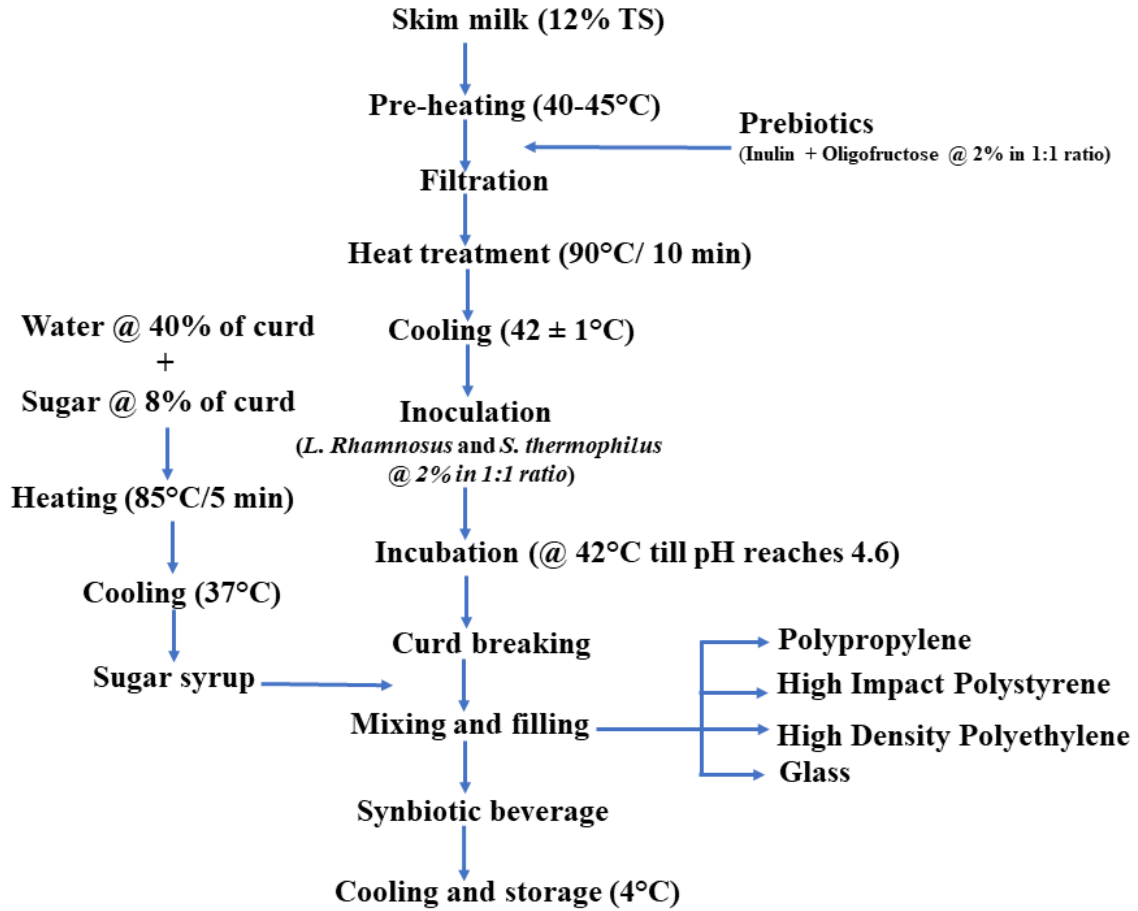 Skim milk (12% TS)
Pre-heating (40-45°C)
Prebiotics
(Inulin + Oligofructose @ 2% in 1:1 ratio)
Filtration
Heat treatment (90°C/ 10 min)
Cooling (42 ± 1°C)
Inoculation
(L. Rhamnosus and S. thermophilus
@ 2% in 1:1 ratio)
Incubation (@ 42°C till pH reaches 4.6)
Curd breaking
Water @ 40% of curd
+
Sugar @ 8% of curd
Heating (85°C/5 min)
Cooling (37°C)
Sugar syrup
Mixing and filling
Polypropylene
High Impact Polystyrene
High Density Polyethylene
Glass
Synbiotic beverage
Cooling and storage (4°C)